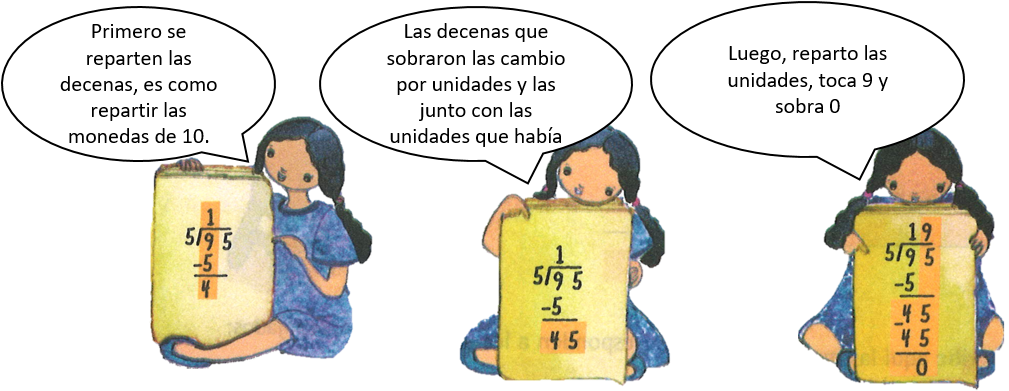 Primero se
reparten las
decenas, es como
repartir las
monedas de 10.
1
5/9 5
-5
4
Las decenas que
sobraron las cambio
por unidades y las
junto con las
unidades que había
1
5/9 5
-5
4 5
Luego, reparto las
unidades, toca 9 y
sobra 0
1 9
5/9 5
-5
4 5
-4 5
0